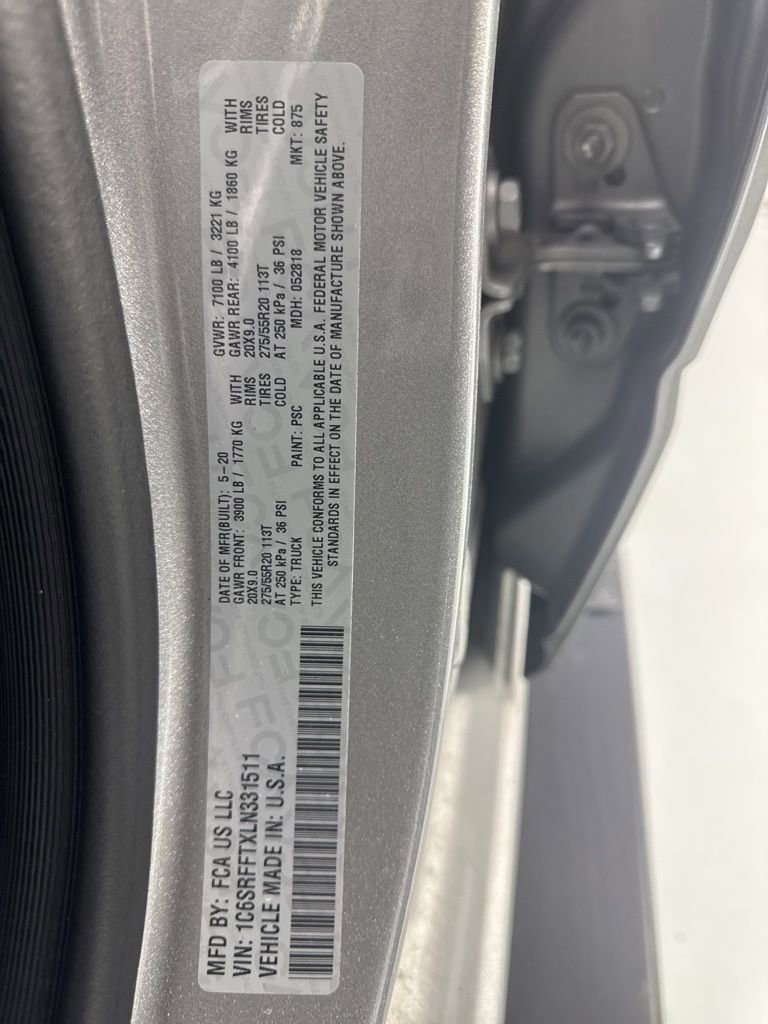 MFD BY: FCA US LLC
VIN: 1C6SRFFTXLN331511
VEHICLE MADE IN: U.S.A.
DATE OF MFR(BUILT): 5-20 GVWR: 7100 LB / 3221 KG
GAWR FRONT: 3900 LB / 1770 KG WITH GAWR REAR: 4100 LB / 1860 KG WITH
20X9.0 RIMS 20X9.0 RIMS
275/55R20 113T TIRES 275/55R20 113T TIRES
AT 250 kPa / 36 PSI COLD AT 250 kPa / 36 PSI COLD
TYPE: TRUCK PAINT: PSC MDH: 052818 MKT: 875
THIS VEHICLE CONFORMS TO ALL APPLICABLE U.S.A. FEDERAL MOTOR VEHICLE SAFETY
STANDARDS IN EFFECT ON THE DATE OF MANUFACTURE SHOWN ABOVE.